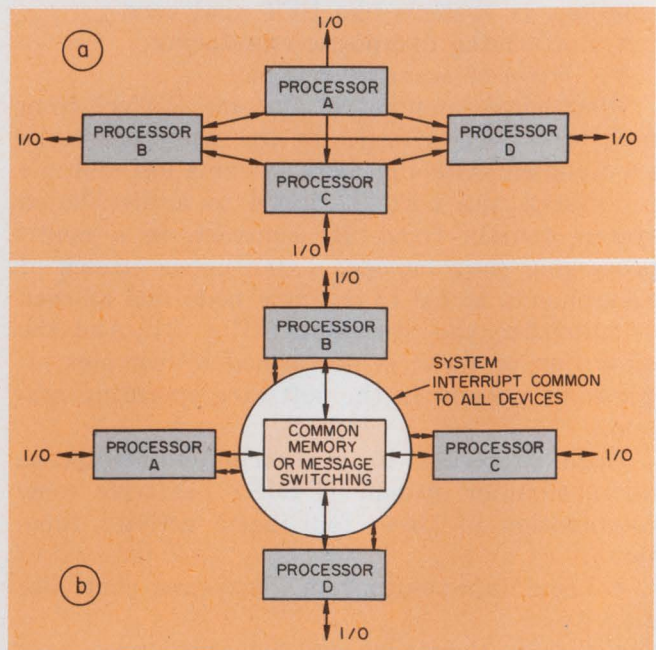 a
I/O
PROCESSOR
A
I/O
PROCESSOR
B
PROCESSOR
D
I/O
PROCESSOR
C
I/O
I/O
PROCESSOR
B
SYSTEM
INTERRUPT COMMON
TO ALL DEVICES
I/O
PROCESSOR
A
COMMON
MEMORY
OR MESSAGE
SWITCHING
PROCESSOR
C
I/O
PROCESSOR
D
b
I/O